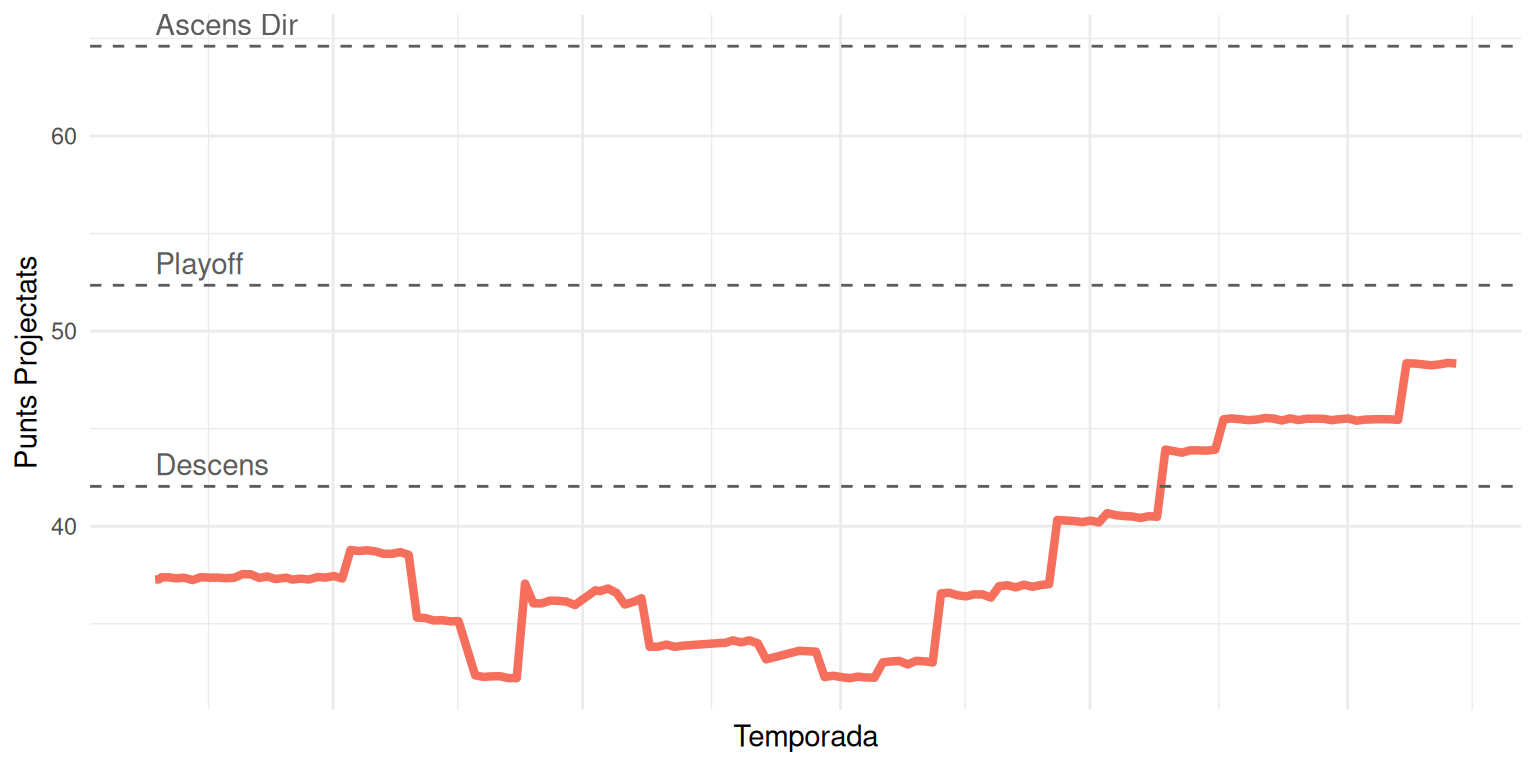 Ascens Dir
60
Playoff
50
Descens
40
Punts Projectats
Temporada